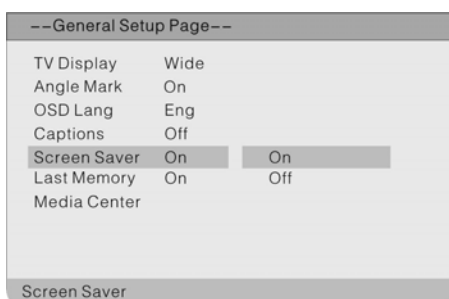 --General Setup Page--
TV Display Wide
Angle Mark On
OSD Lang Eng
Captions Off
Screen Saver On On
Last Memory On Off
Media Center
Screen Saver